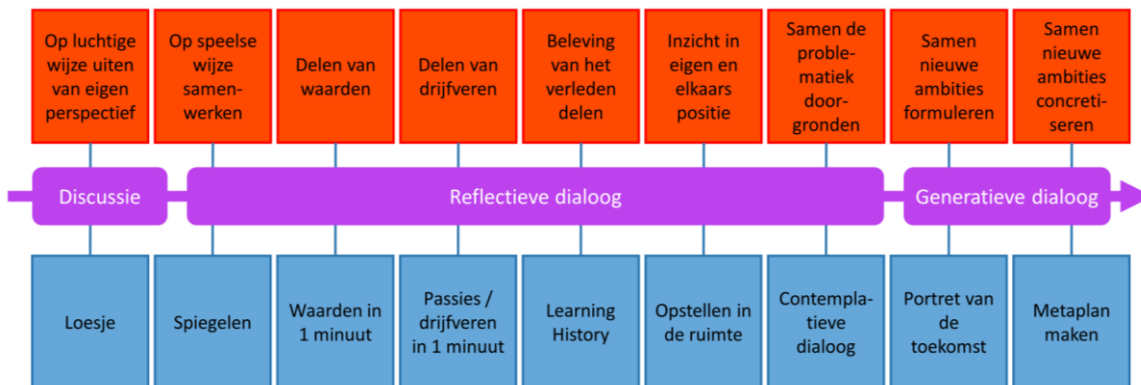 Op luchtige
wijze uiten
van eigen
perspectief
Op speelse
wijze
samen-
werken
Delen van
waarden
Delen van
drijfveren
Beleving
van het
verleden
delen
Inzicht in
eigen en
elkaars
positie
Samen de
proble-
matiek
door-
gronden
Samen
nieuwe
ambities
formuleren
Samen
nieuwe
ambities
concreti-
seren
Discussie
Reflectieve dialoog
Generatieve dialoog
Loesje
Spiegelen
Waarden in
1 minuut
Passies /
drijfveren
in 1 minuut
Learning
History
Opstellen in
de ruimte
Contempla-
tieve
dialoog
Portret van
de
toekomst
Metaplan
maken